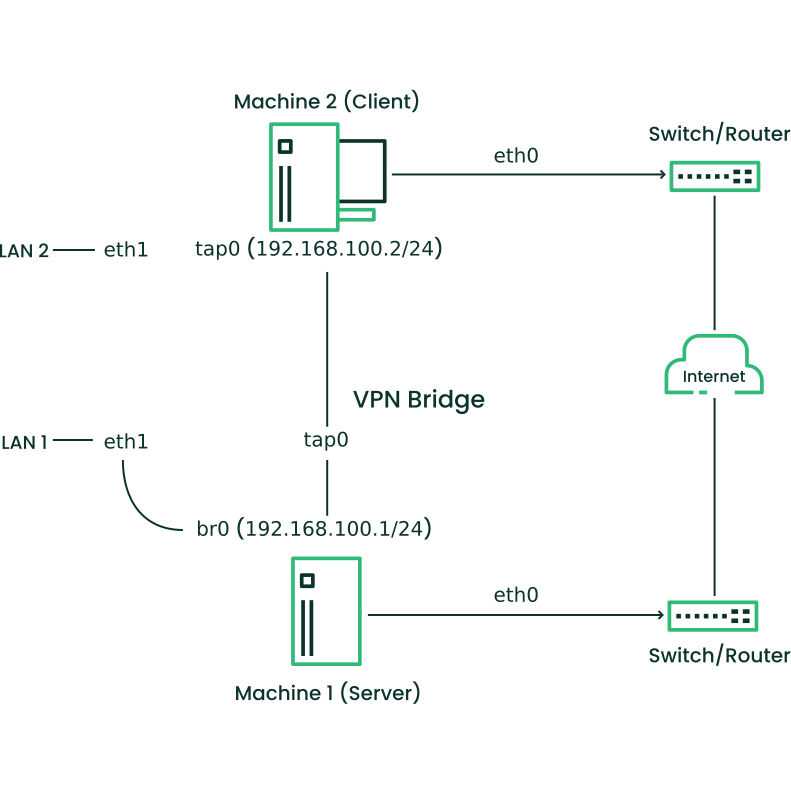 Machine 2 (Client)
Switch/Router
eth0
LAN 2
eth1
tap0 (192.168.100.2/24)
Internet
VPN Bridge
LAN 1
eth1
tap0
br0 (192.168.100.1/24)
eth0
Switch/Router
Machine 1 (Server)